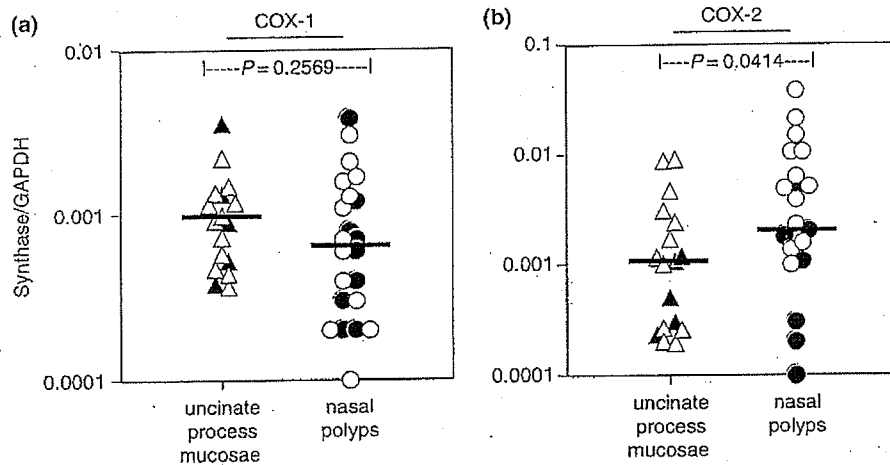 (a)
COX-1
0.01
|----P = 0.2569----|
0.001
0.0001
Synthase/GAPDH
uncinate
process
mucosae
nasal
polyps
(b)
COX-2
0.1
|----P = 0.0414----|
0.01
0.001
0.0001
uncinate
process
mucosae
nasal
polyps